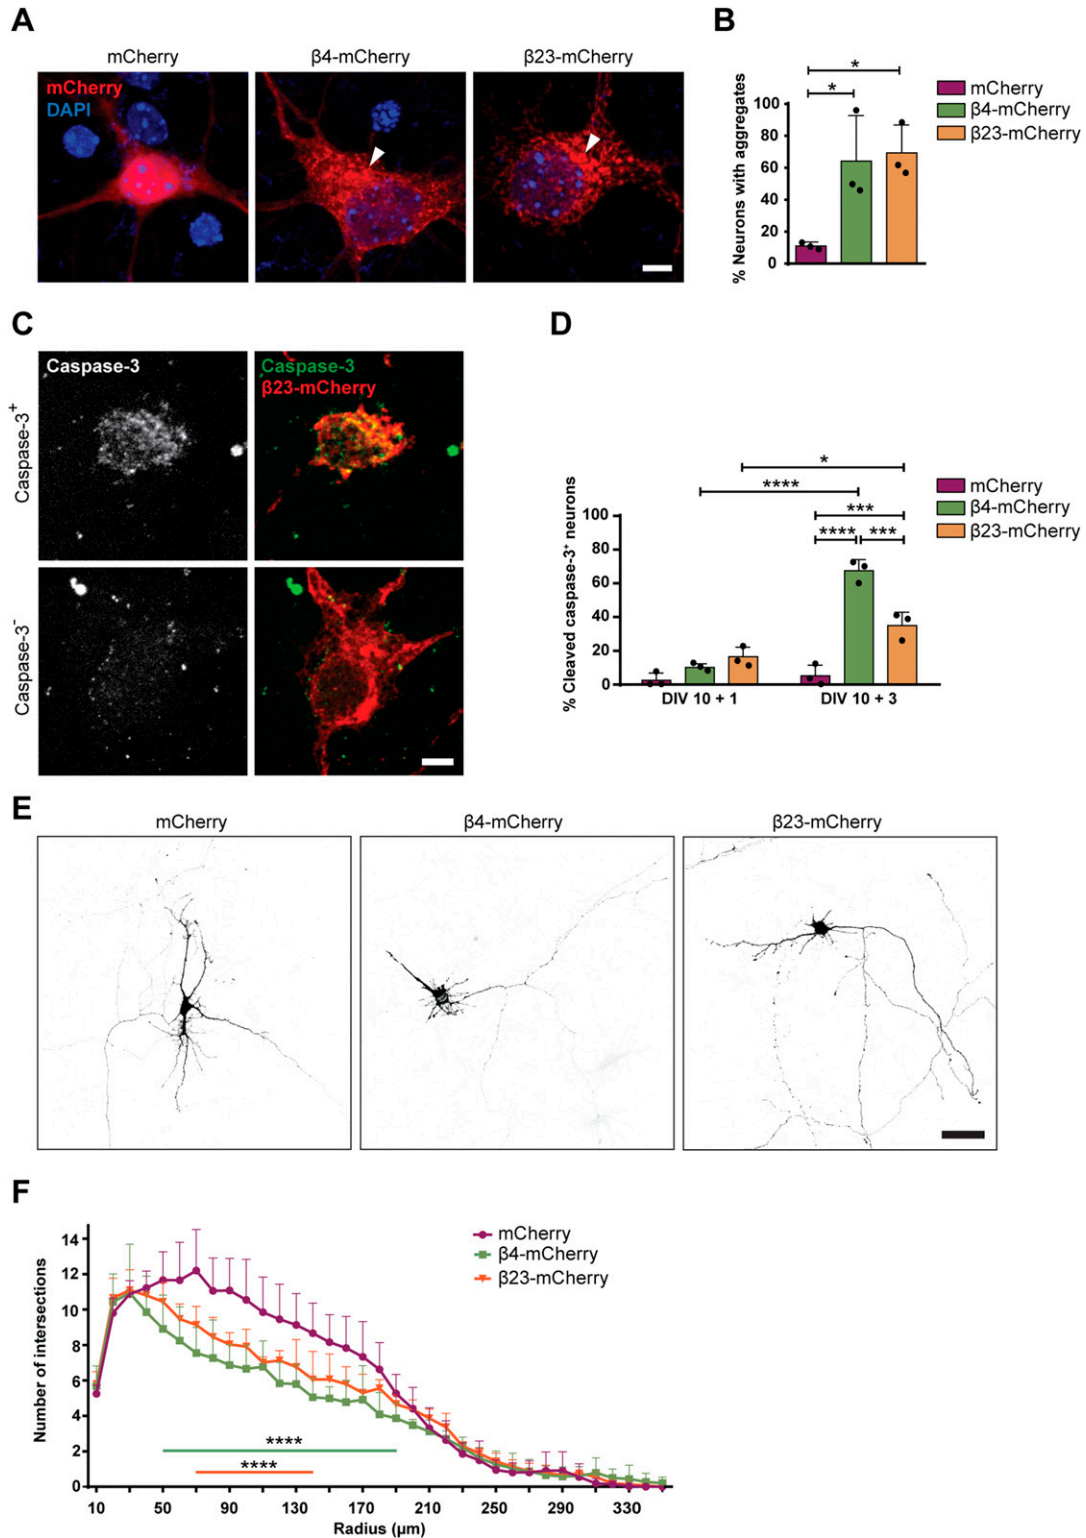 A
mCherry
β4-mCherry
β23-mCherry
mCherry
DAPI
B
% Neurons with aggregates
100
80
60
40
20
0
*
*
mCherry
β4-mCherry
β23-mCherry
C
Caspase-3
Caspase-3
β23-mCherry
Caspase-3⁺
Caspase-3⁻
D
% Cleaved caspase-3⁺ neurons
100
80
60
40
20
0
*
****
***
**** ***
DIV 10 + 1
DIV 10 + 3
mCherry
β4-mCherry
β23-mCherry
E
mCherry
β4-mCherry
β23-mCherry
F
Number of intersections
14
12
10
8
6
4
2
0
****
****
10 50 90 130 170 210 250 290 330
Radius (µm)
mCherry
β4-mCherry
β23-mCherry